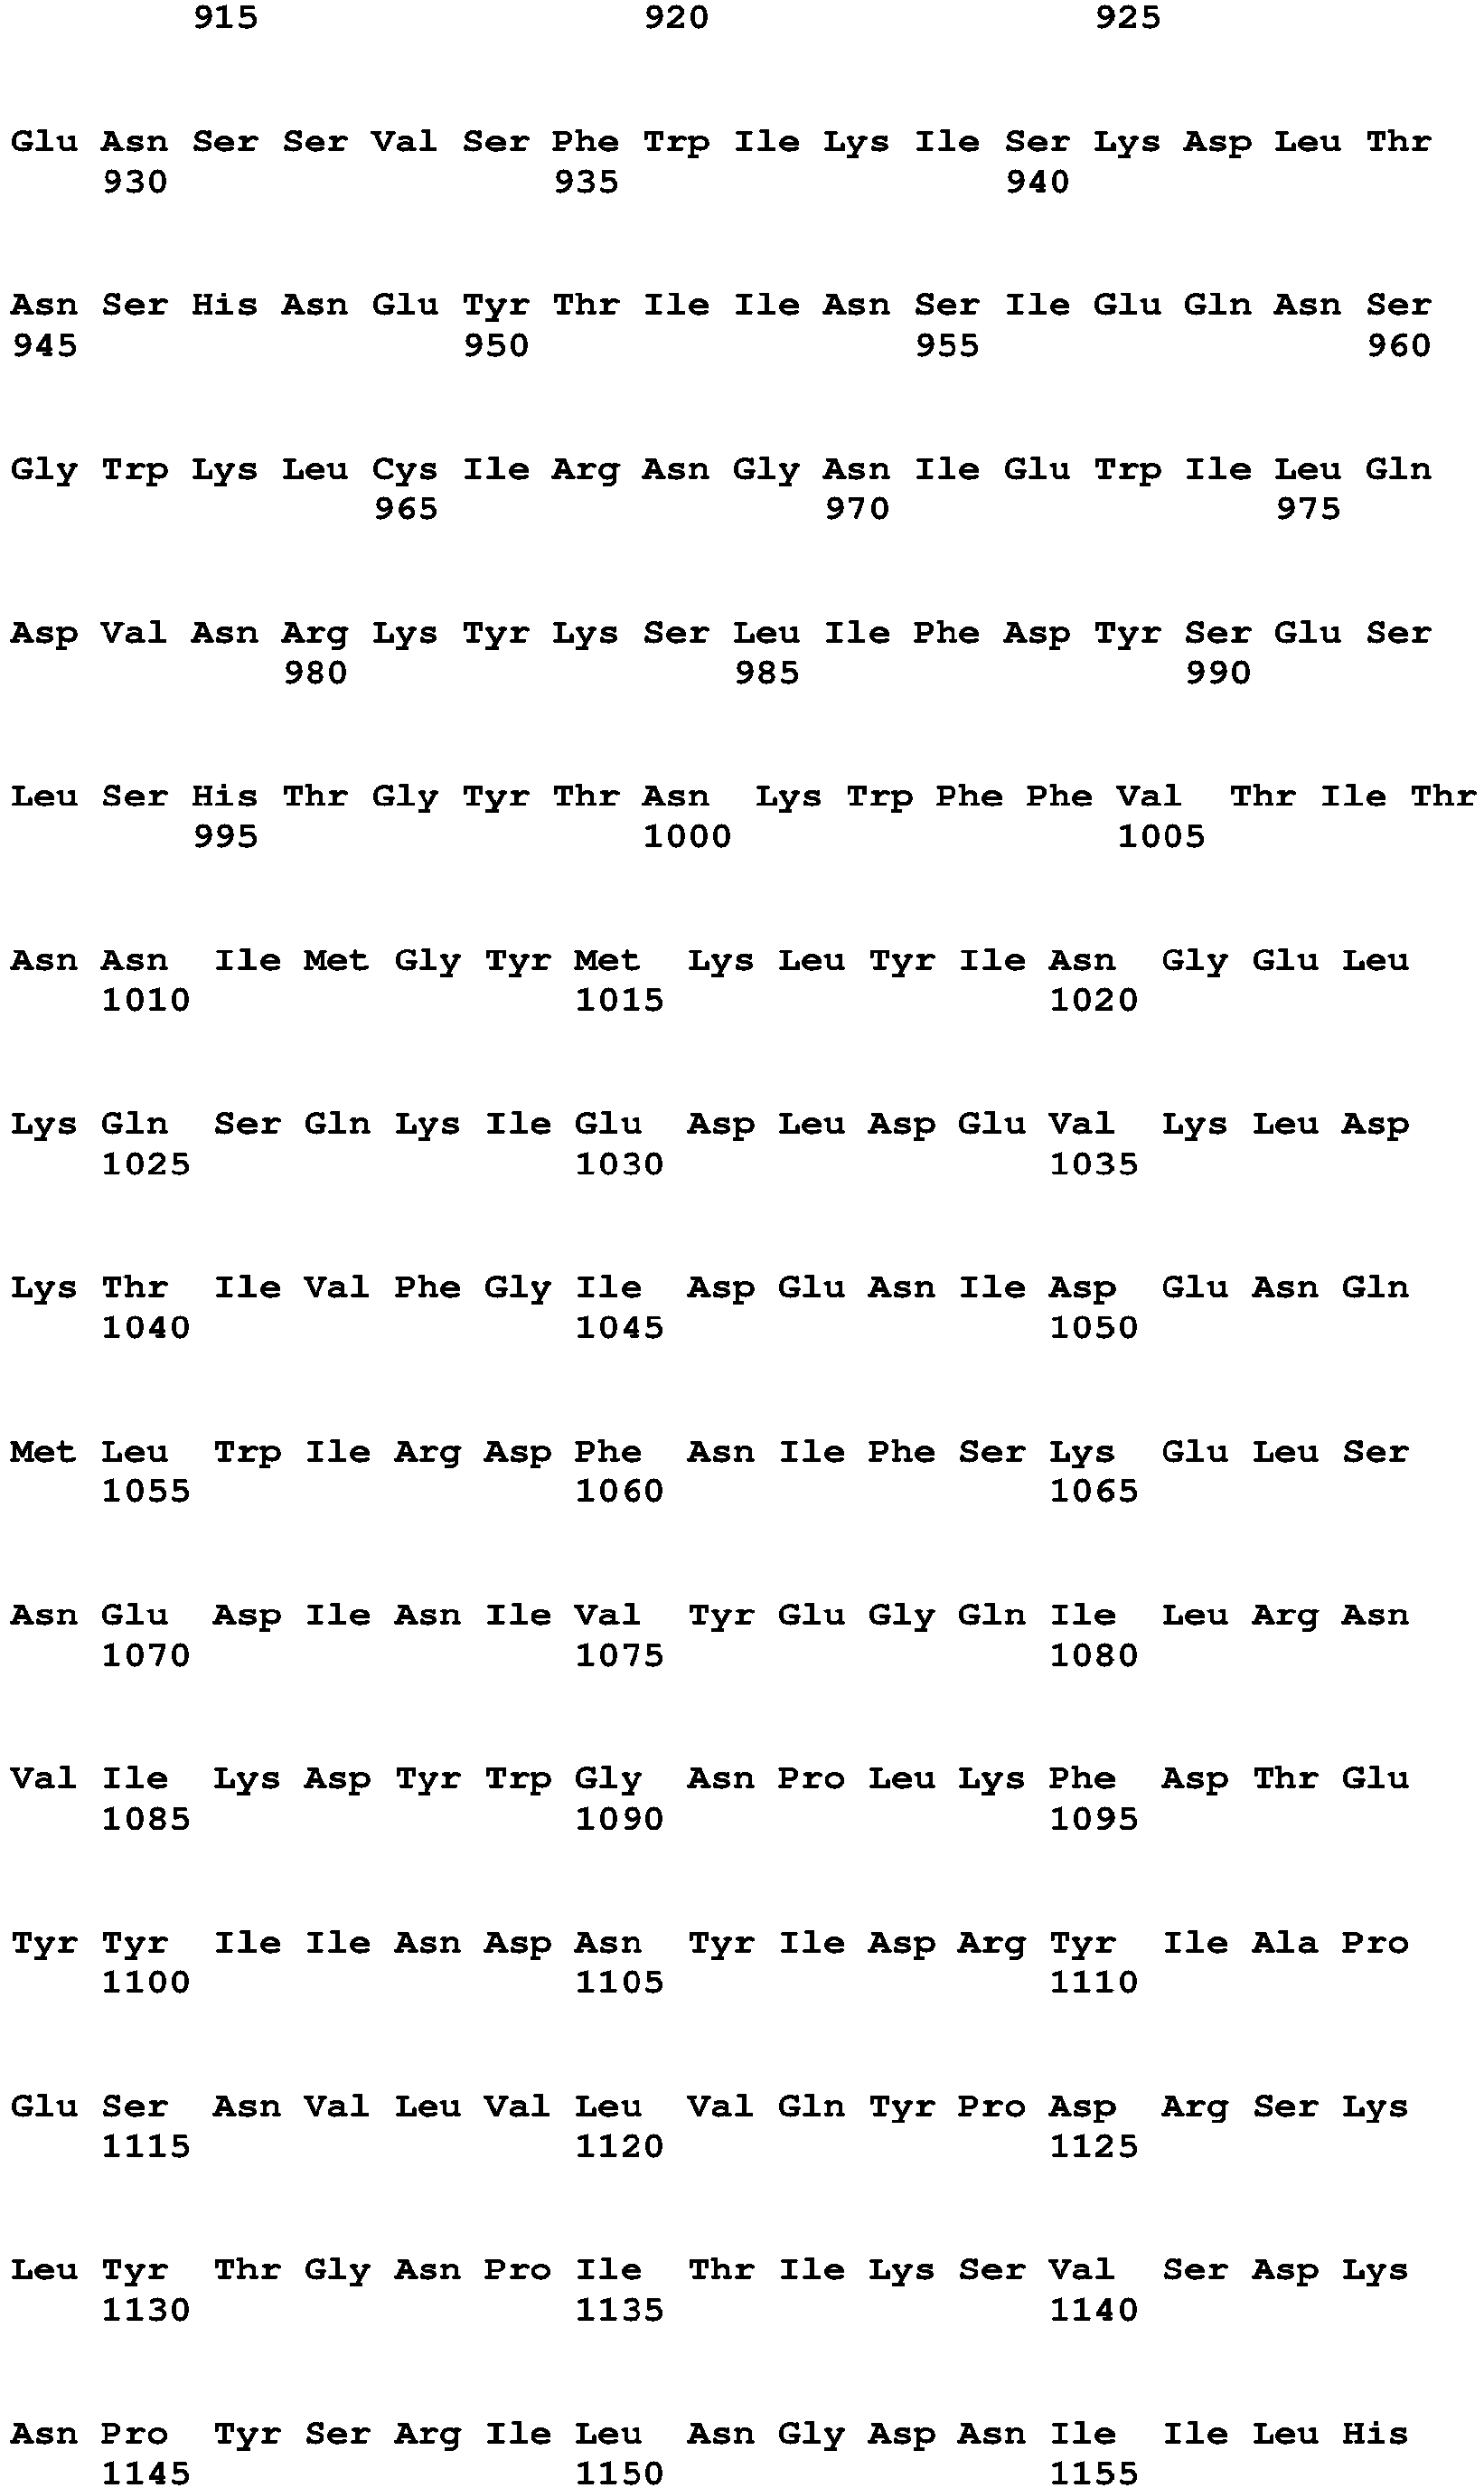 915 920 925
Glu Asn Ser Ser Val Ser Phe Trp Ile Lys Ile Ser Lys Asp Leu Thr
930 935 940
Asn Ser His Asn Glu Tyr Thr Ile Ile Asn Ser Ile Glu Gln Asn Ser
945 950 955 960
Gly Trp Lys Leu Cys Ile Arg Asn Gly Asn Ile Glu Trp Ile Leu Gln
965 970 975
Asp Val Asn Arg Lys Tyr Lys Ser Leu Ile Phe Asp Tyr Ser Glu Ser
980 985 990
Leu Ser His Thr Gly Tyr Thr Asn Lys Trp Phe Phe Val Thr Ile Thr
995 1000 1005
Asn Asn Ile Met Gly Tyr Met Lys Leu Tyr Ile Asn Gly Glu Leu
1010 1015 1020
Lys Gln Ser Gln Lys Ile Glu Asp Leu Asp Glu Val Lys Leu Asp
1025 1030 1035
Lys Thr Ile Val Phe Gly Ile Asp Glu Asn Ile Asp Glu Asn Gln
1040 1045 1050
Met Leu Trp Ile Arg Asp Phe Asn Ile Phe Ser Lys Glu Leu Ser
1055 1060 1065
Asn Glu Asp Ile Asn Ile Val Tyr Glu Gly Gln Ile Leu Arg Asn
1070 1075 1080
Val Ile Lys Asp Tyr Trp Gly Asn Pro Leu Lys Phe Asp Thr Glu
1085 1090 1095
Tyr Tyr Ile Ile Asn Asp Asn Tyr Ile Asp Arg Tyr Ile Ala Pro
1100 1105 1110
Glu Ser Asn Val Leu Val Leu Val Gln Tyr Pro Asp Arg Ser Lys
1115 1120 1125
Leu Tyr Thr Gly Asn Pro Ile Thr Ile Lys Ser Val Ser Asp Lys
1130 1135 1140
Asn Pro Tyr Ser Arg Ile Leu Asn Gly Asp Asn Ile Ile Leu His
1145 1150 1155